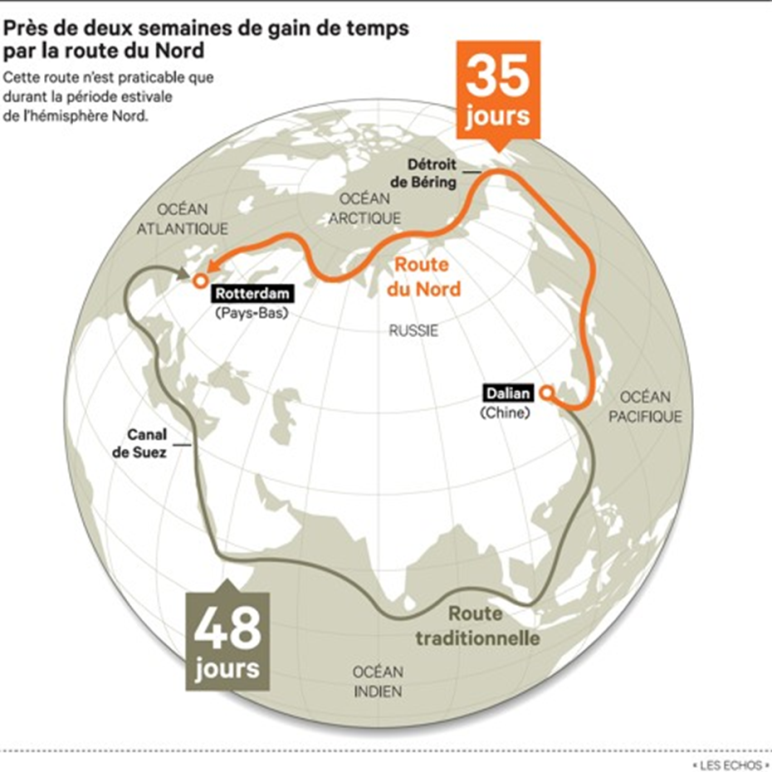 Près de deux semaines de gain de temps
par la route du Nord
Cette route n'est praticable que
durant la période estivale
de l'hémisphère Nord.
35
jours
Détroit
de Béring
OCÉAN
ARCTIQUE
OCÉAN
ATLANTIQUE
Route
du Nord
Rotterdam
(Pays-Bas)
RUSSIE
Dalian
(Chine)
OCÉAN
PACIFIQUE
Canal
de Suez
48
jours
Route
traditionnelle
OCÉAN
INDIEN
« LES ECHOS »